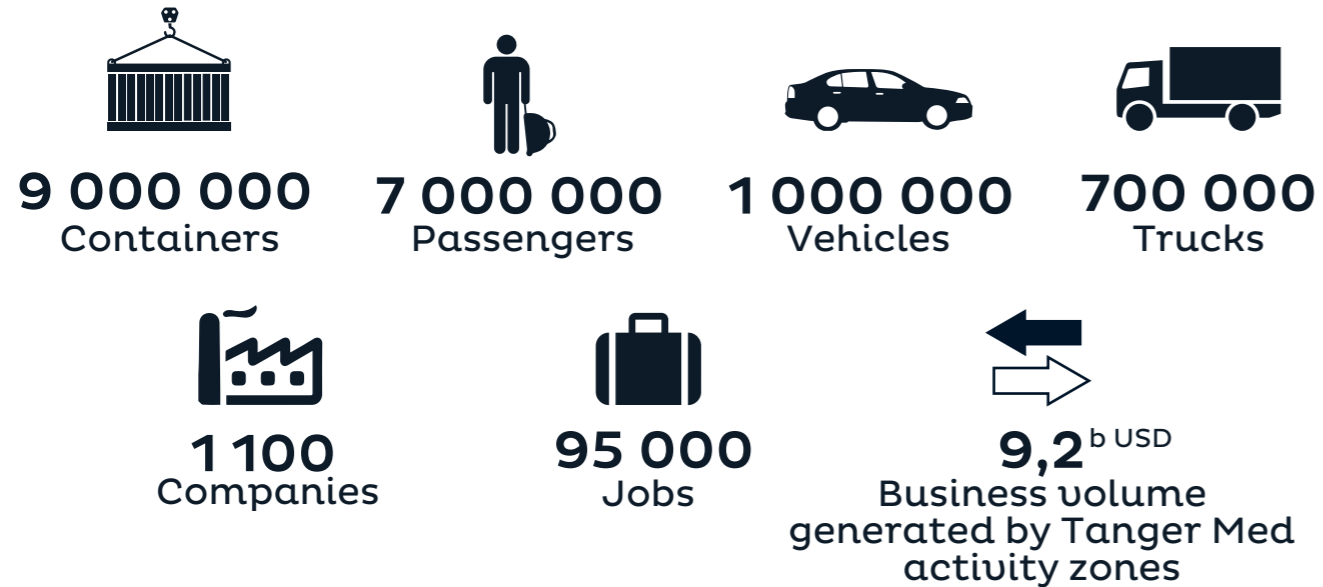 9 000 000
Containers
7 000 000
Passengers
1 000 000
Vehicles
700 000
Trucks
1 100
Companies
95 000
Jobs
9,2 b USD
Business volume
generated by Tanger Med
activity zones